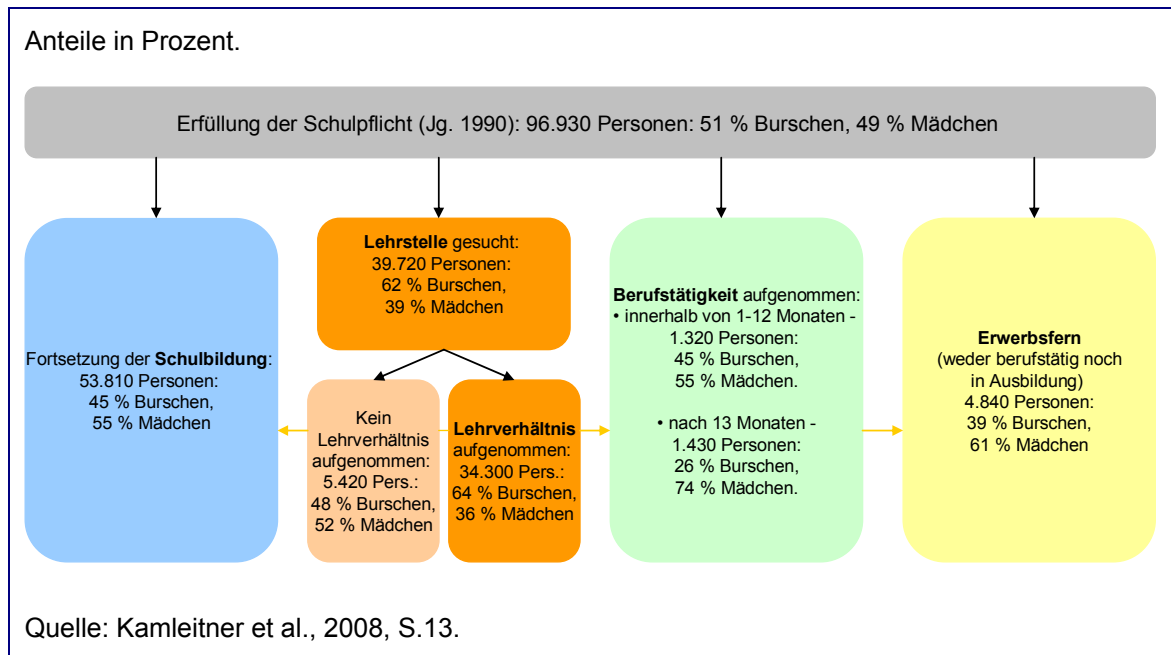 Anteile in Prozent.
Erfüllung der Schulpflicht (Jg. 1990): 96.930 Personen: 51 % Burschen, 49 % Mädchen
Fortsetzung der Schulbildung:
53.810 Personen:
45 % Burschen,
55 % Mädchen
Lehrstelle gesucht:
39.720 Personen:
62 % Burschen,
39 % Mädchen
Kein
Lehrverhältnis
aufgenommen:
5.420 Pers.:
48 % Burschen,
52 % Mädchen
Lehrverhältnis
aufgenommen:
34.300 Pers.:
64 % Burschen,
36 % Mädchen
Berufstätigkeit aufgenommen:
• innerhalb von 1-12 Monaten -
1.320 Personen:
45 % Burschen,
55 % Mädchen.
• nach 13 Monaten -
1.430 Personen:
26 % Burschen,
74 % Mädchen.
Erwerbsfern
(weder berufstätig noch
in Ausbildung)
4.840 Personen:
39 % Burschen,
61 % Mädchen
Quelle: Kamleitner et al., 2008, S.13.